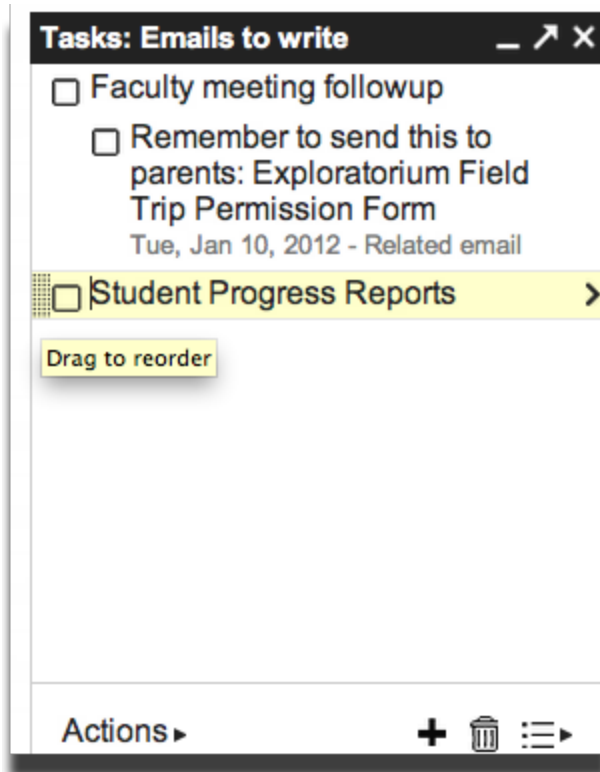 Tasks: Emails to write
Faculty meeting followup
Remember to send this to
parents: Exploratorium Field
Trip Permission Form
Tue, Jan 10, 2012 - Related email
Student Progress Reports
Drag to reorder
Actions